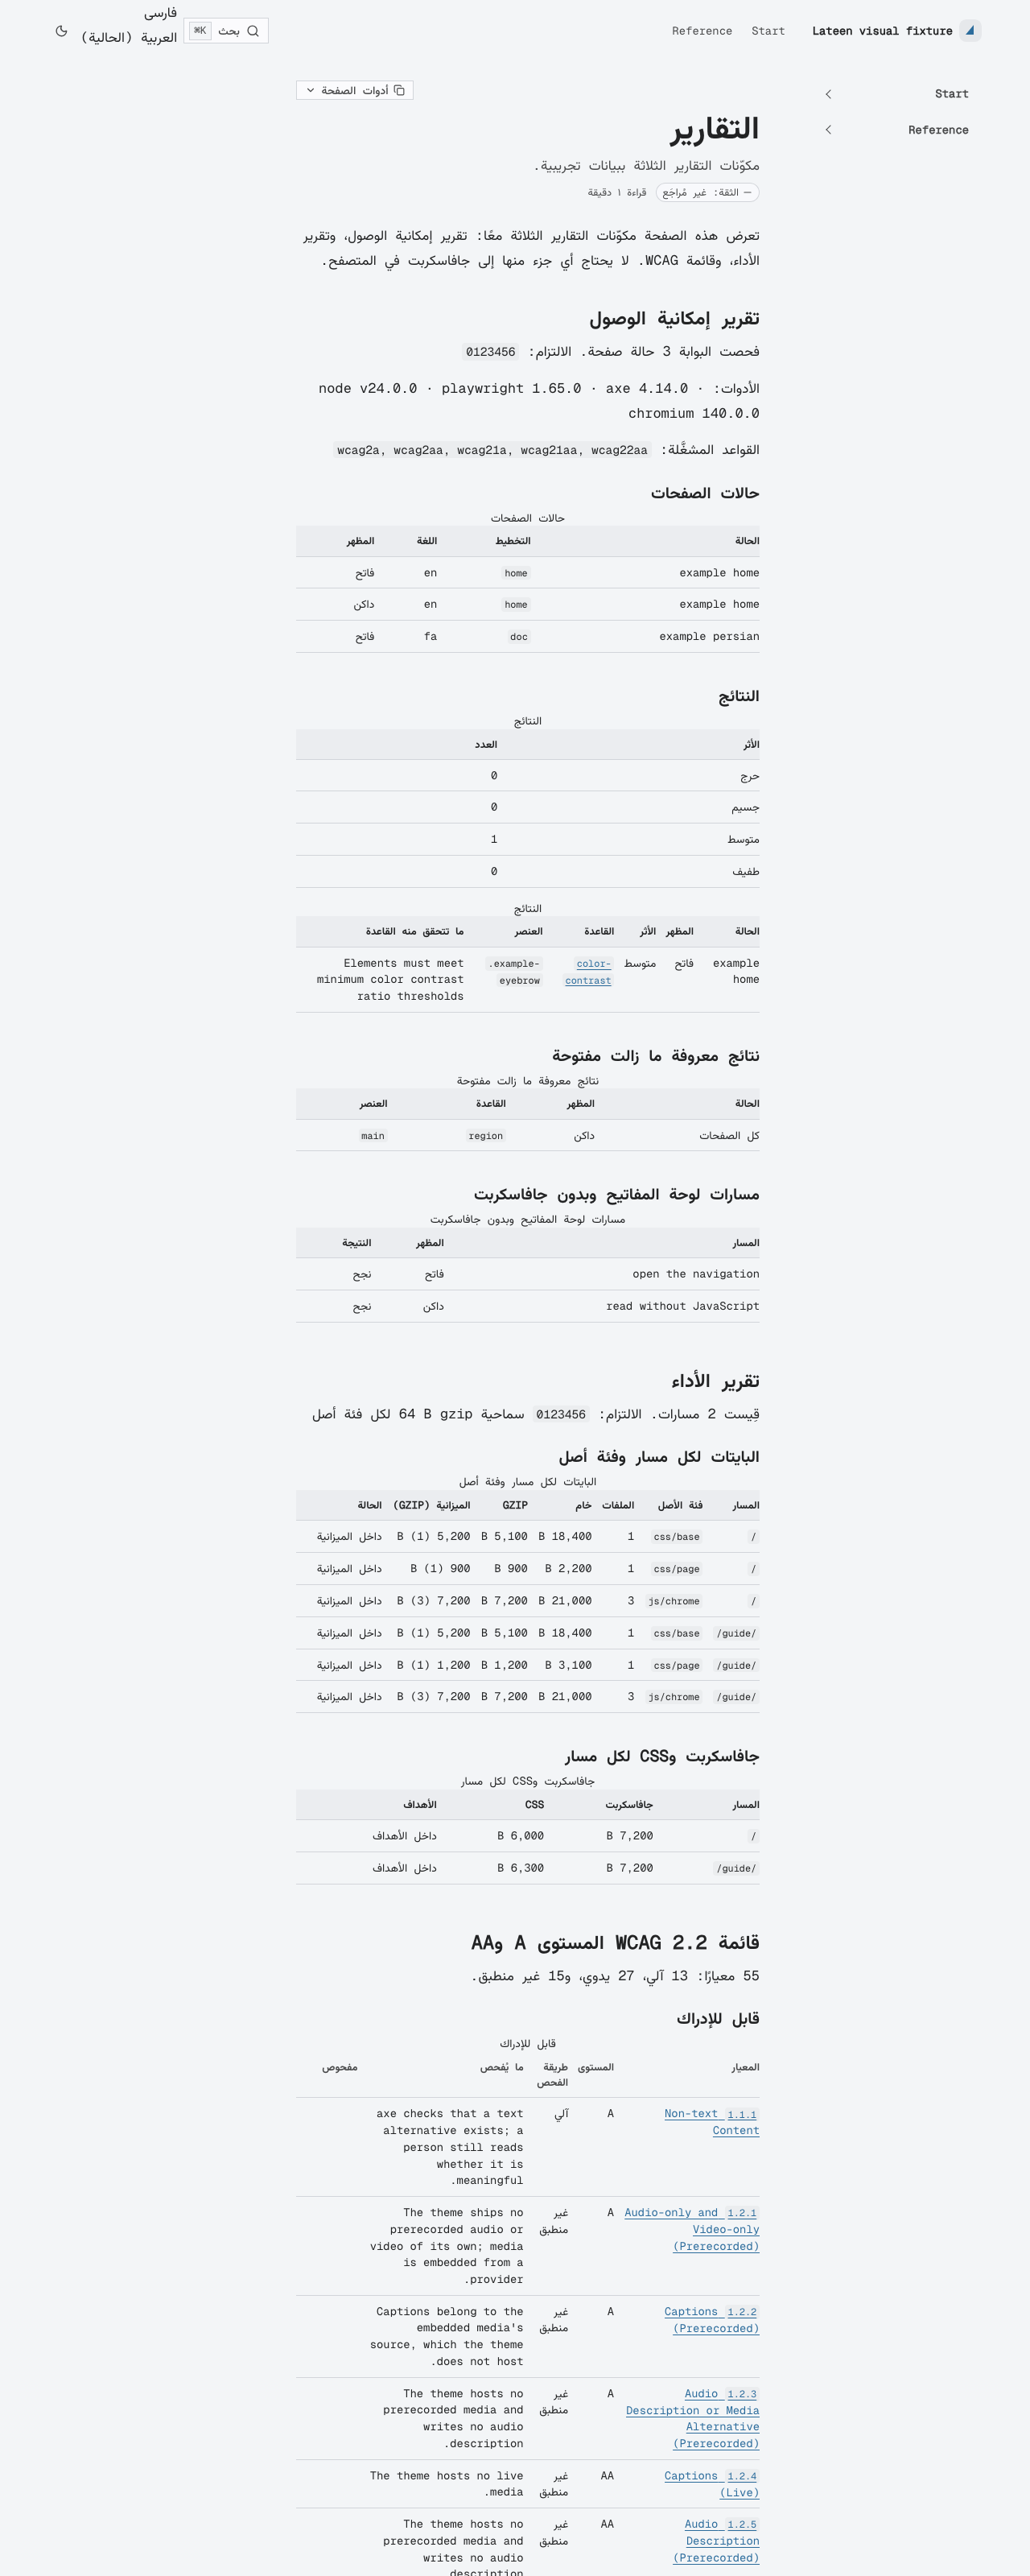 Lateen visual fixture
Start
Reference
بحث
⌘K
فارسی
العربية (الحالية)
Start
Reference
أدوات الصفحة
التقارير
مكوّنات التقارير الثلاثة ببيانات تجريبية.
— الثقة: غير مُراجَع
قراءة ١ دقيقة
تعرض هذه الصفحة مكوّنات التقارير الثلاثة معًا: تقرير إمكانية الوصول، وتقرير
الأداء، وقائمة WCAG. لا يحتاج أي جزء منها إلى جافاسكربت في المتصفح.
تقرير إمكانية الوصول
فحصت البوابة 3 حالة صفحة. الالتزام: 0123456
الأدوات: node v24.0.0 · playwright 1.65.0 · axe 4.14.0 ·
chromium 140.0.0
القواعد المشغَّلة: wcag2a, wcag2aa, wcag21a, wcag21aa, wcag22aa
حالات الصفحات
حالات الصفحات
الحالة التخطيط اللغة المظهر
example home home en فاتح
example home home en داكن
example persian doc fa فاتح
النتائج
النتائج
الأثر العدد
حرج 0
جسيم 0
متوسط 1
طفيف 0
النتائج
الحالة المظهر الأثر القاعدة العنصر ما تتحقق منه القاعدة
example فاتح متوسط color- .example- Elements must meet
home contrast eyebrow minimum color contrast
ratio thresholds
نتائج معروفة ما زالت مفتوحة
نتائج معروفة ما زالت مفتوحة
الحالة المظهر القاعدة العنصر
كل الصفحات داكن region main
مسارات لوحة المفاتيح وبدون جافاسكربت
مسارات لوحة المفاتيح وبدون جافاسكربت
المسار المظهر النتيجة
open the navigation فاتح نجح
read without JavaScript داكن نجح
تقرير الأداء
قِيست 2 مسارات. الالتزام: 0123456 سماحية 64 B gzip لكل فئة أصل
البايتات لكل مسار وفئة أصل
البايتات لكل مسار وفئة أصل
المسار فئة الأصل الملفات خام GZIP الميزانية (GZIP) الحالة
/ css/base 1 18,400 B 5,100 B 5,200 B (1) داخل الميزانية
/ css/page 1 2,200 B 900 B 900 B (1) داخل الميزانية
/ js/chrome 3 21,000 B 7,200 B 7,200 B (3) داخل الميزانية
/guide/ css/base 1 18,400 B 5,100 B 5,200 B (1) داخل الميزانية
/guide/ css/page 1 3,100 B 1,200 B 1,200 B (1) داخل الميزانية
/guide/ js/chrome 3 21,000 B 7,200 B 7,200 B (3) داخل الميزانية
جافاسكربت وCSS لكل مسار
جافاسكربت وCSS لكل مسار
المسار جافاسكربت CSS الأهداف
/ 7,200 B 6,000 B داخل الأهداف
/guide/ 7,200 B 6,300 B داخل الأهداف
قائمة WCAG 2.2 المستوى A وAA
55 معيارًا: 13 آلي، 27 يدوي، و15 غير منطبق.
قابل للإدراك
قابل للإدراك
المعيار المستوى طريقة ما يُفحص مفحوص
الفحص
1.1.1 Non-text A آلي axe checks that a text
Content alternative exists; a
person still reads
whether it is
meaningful.
1.2.1 Audio-only and A غير The theme ships no
Video-only منطبق prerecorded audio or
(Prerecorded) video of its own; media
is embedded from a
provider.
1.2.2 Captions A غير Captions belong to the
(Prerecorded) منطبق embedded media's
source, which the theme
does not host.
1.2.3 Audio A غير The theme hosts no
Description or Media منطبق prerecorded media and
Alternative writes no audio
(Prerecorded) description.
1.2.4 Captions AA غير The theme hosts no live
(Live) منطبق media.
1.2.5 Audio AA غير The theme hosts no
Description منطبق prerecorded media and
(Prerecorded) writes no audio
description